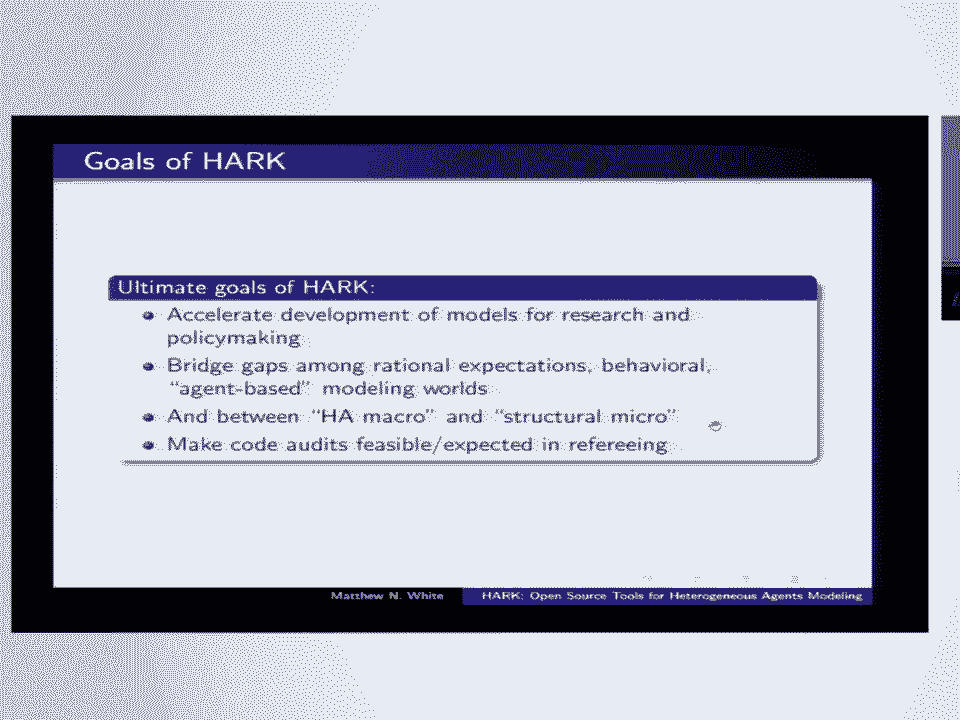 Goals of HARK
Ultimate goals of HARK:
Accelerate development of models for research and
policymaking
Bridge gaps among rational expectations, behavioral,
“agent-based” modeling worlds
And between “HA macro” and “structural micro”
Make code audits feasible/expected in refereeing
Matthew N. White
HARK: Open Source Tools for Heterogeneous Agents Modeling